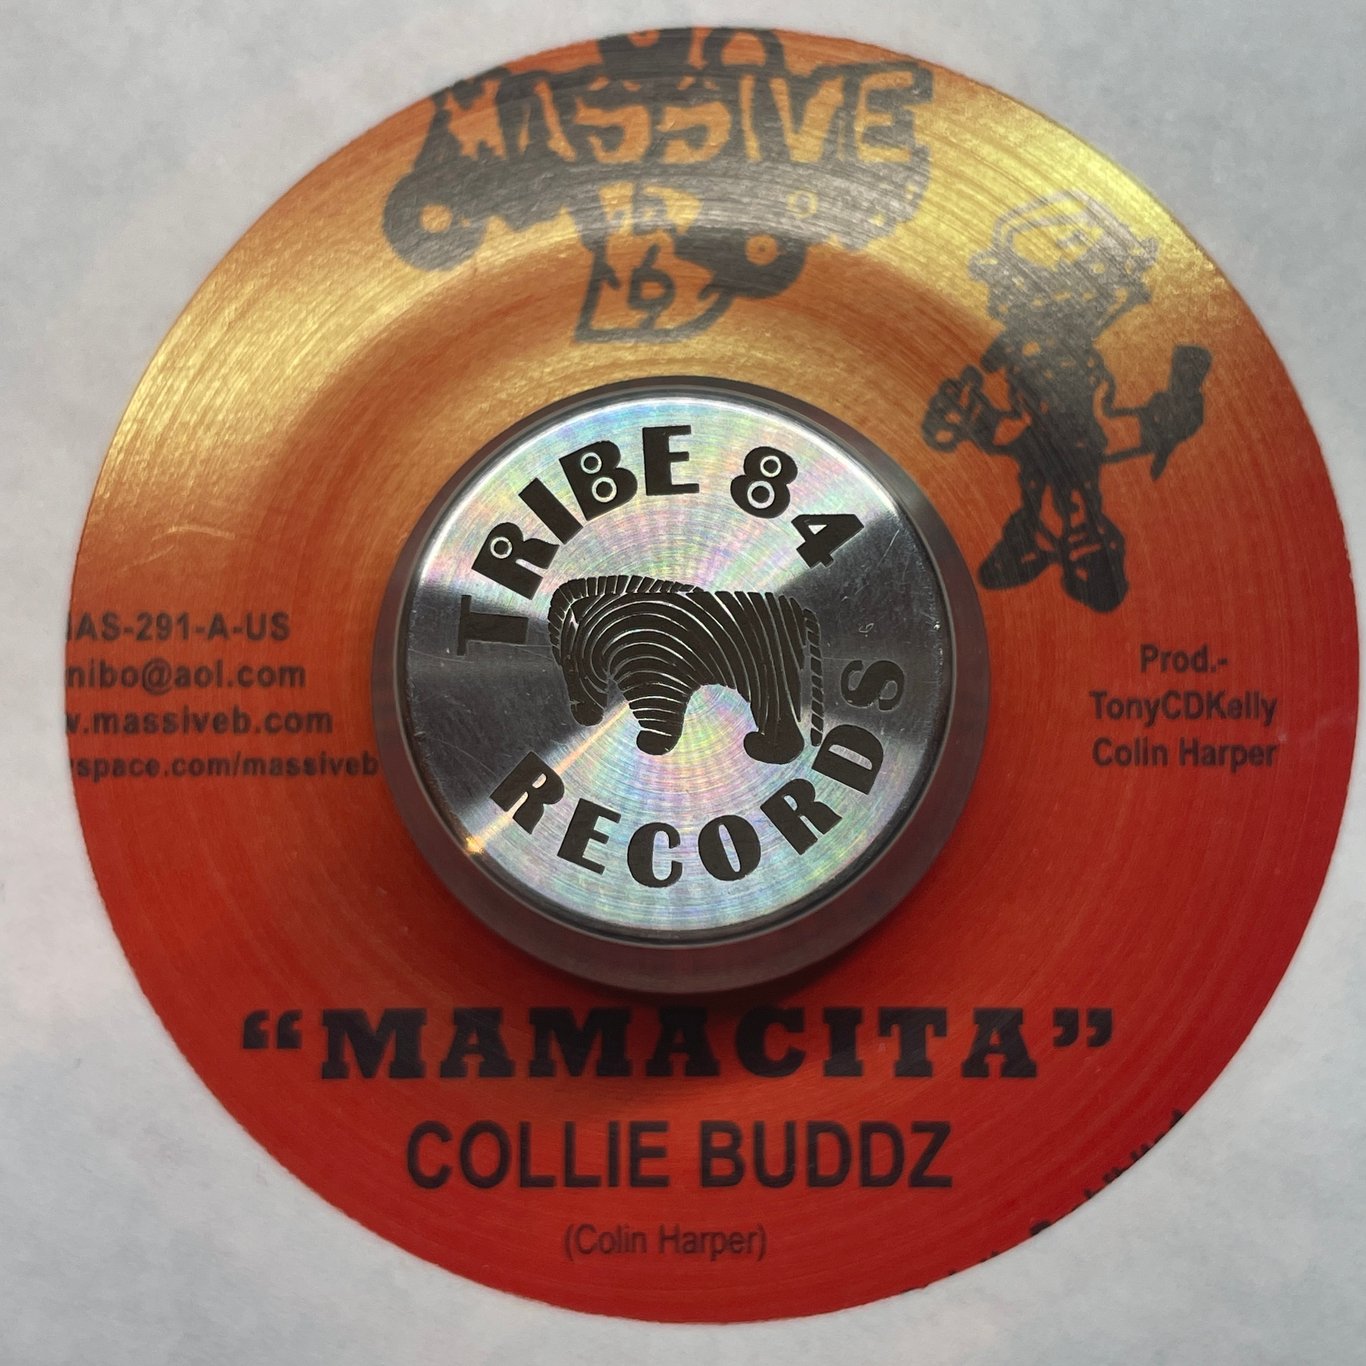 MASSIVE
B
TRIBE 84
RECORDS
IAS-291-A-US
nibo@aol.com
.massiveb.com
space.com/massiveb
Prod.-
TonyCDKelly
Colin Harper
“MAMACITA”
COLLIE BUDDZ
(Colin Harper)